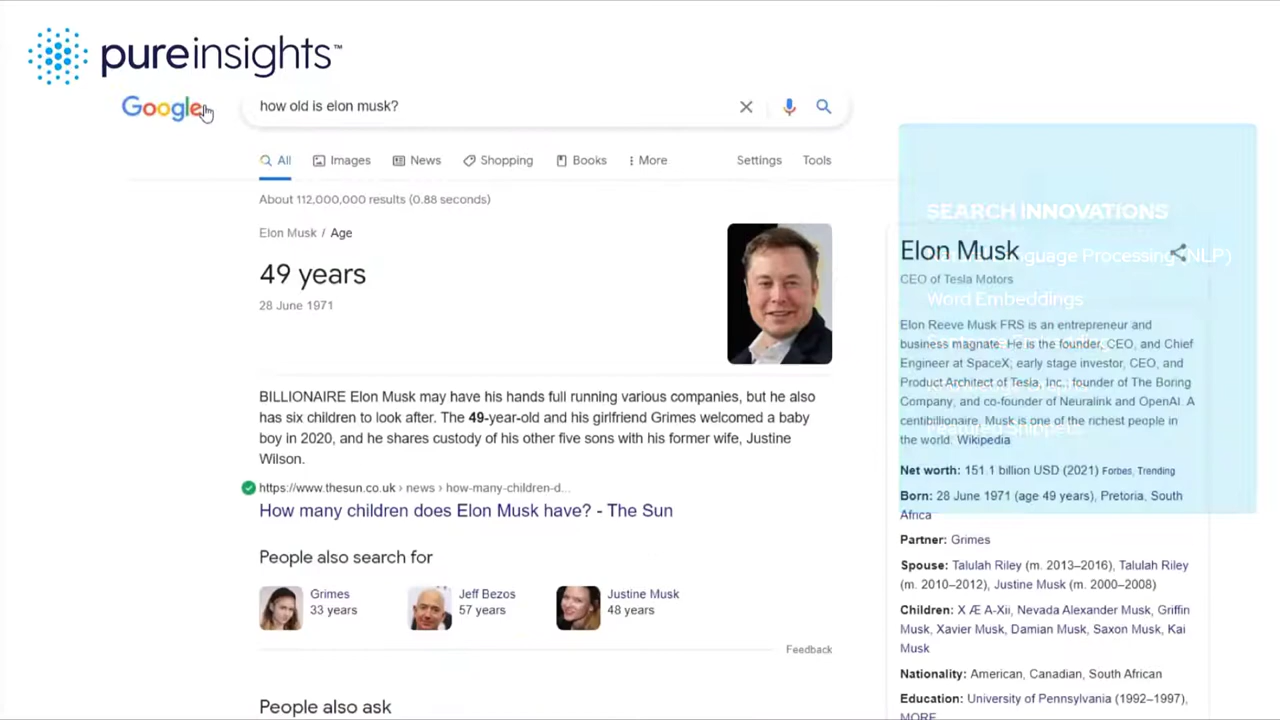 pureinsights™
Google
how old is elon musk?
All Images News Shopping Books More Settings Tools
About 112,000,000 results (0.88 seconds)
Elon Musk / Age
49 years
28 June 1971
BILLIONAIRE Elon Musk may have his hands full running various companies, but he also
has six children to look after. The 49-year-old and his girlfriend Grimes welcomed a baby
boy in 2020, and he shares custody of his other five sons with his former wife, Justine
Wilson.
https://www.thesun.co.uk › news › how-many-children-d...
How many children does Elon Musk have? - The Sun
People also search for
Grimes
33 years
Jeff Bezos
57 years
Justine Musk
48 years
Feedback
People also ask
SEARCH INNOVATIONS
Language Processing (NLP)
Word Embeddings
Featured Snippets
Elon Musk
CEO of Tesla Motors
Elon Reeve Musk FRS is an entrepreneur and
business magnate. He is the founder, CEO, and Chief
Engineer at SpaceX; early stage investor, CEO, and
Product Architect of Tesla, Inc.; founder of The Boring
Company; and co-founder of Neuralink and OpenAI. A
centibillionaire, Musk is one of the richest people in
the world. Wikipedia
Net worth: 151.1 billion USD (2021) Forbes, Trending
Born: 28 June 1971 (age 49 years), Pretoria, South
Africa
Partner: Grimes
Spouse: Talulah Riley (m. 2013–2016), Talulah Riley
(m. 2010–2012), Justine Musk (m. 2000–2008)
Children: X Æ A-Xii, Nevada Alexander Musk, Griffin
Musk, Xavier Musk, Damian Musk, Saxon Musk, Kai
Musk
Nationality: American, Canadian, South African
Education: University of Pennsylvania (1992–1997),
MORE